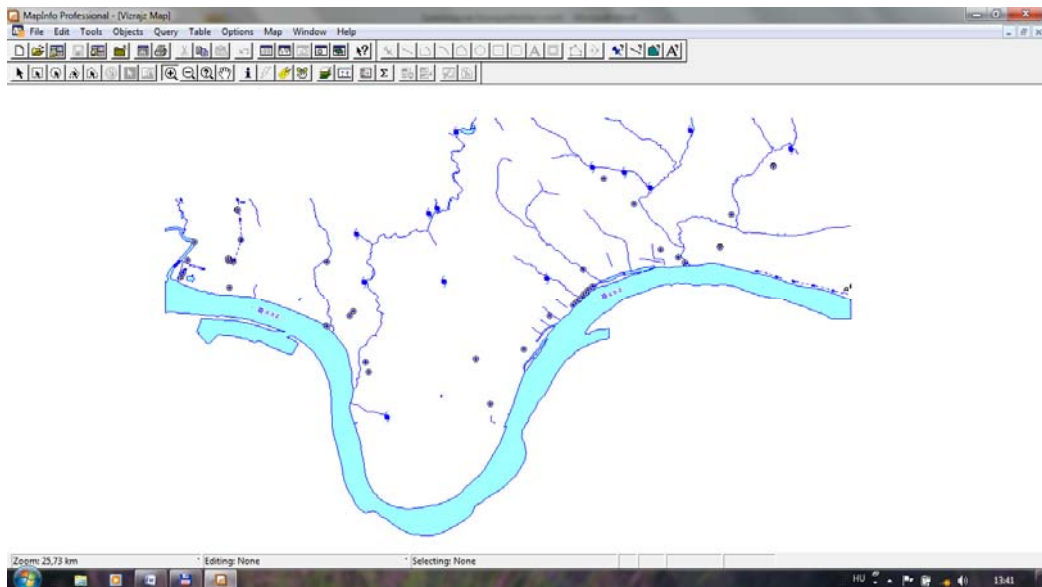 MapInfo Professional - [Vizrajz Map]
File Edit Tools Objects Query Table Options Map Window Help
Zoom: 25,73 km
Editing: None
Selecting: None
HU
13:41